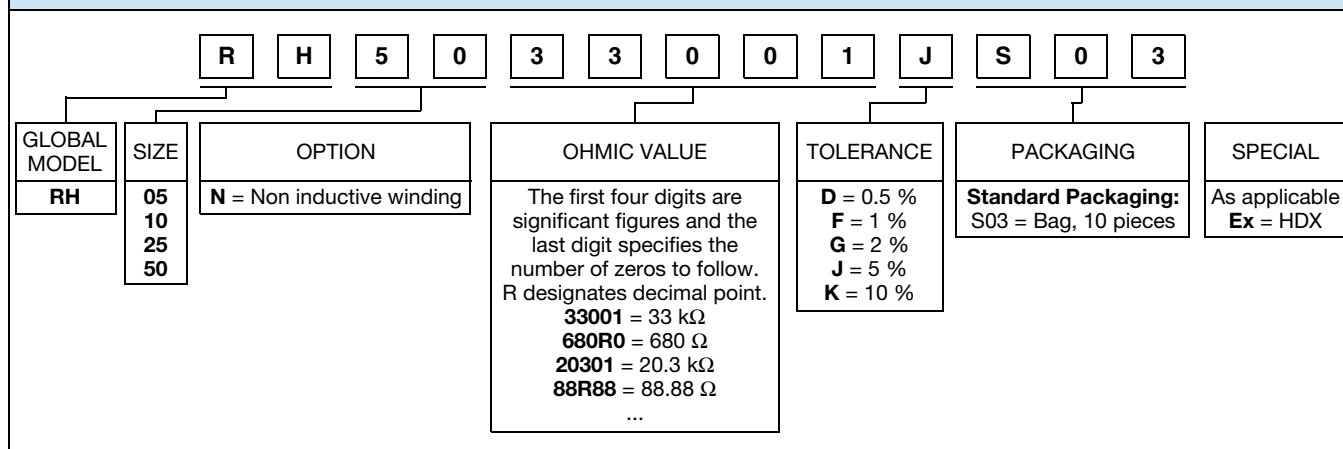 R H 5 0 3 3 0 0 1 J S 0 3
GLOBAL
MODEL
RH
SIZE
05
10
25
50
OPTION
N = Non inductive winding
OHMIC VALUE
The first four digits are
significant figures and the
last digit specifies the
number of zeros to follow.
R designates decimal point.
33001 = 33 kΩ
680R0 = 680 Ω
20301 = 20.3 kΩ
88R88 = 88.88 Ω
...
TOLERANCE
D = 0.5 %
F = 1 %
G = 2 %
J = 5 %
K = 10 %
PACKAGING
Standard Packaging:
S03 = Bag, 10 pieces
SPECIAL
As applicable
Ex = HDX